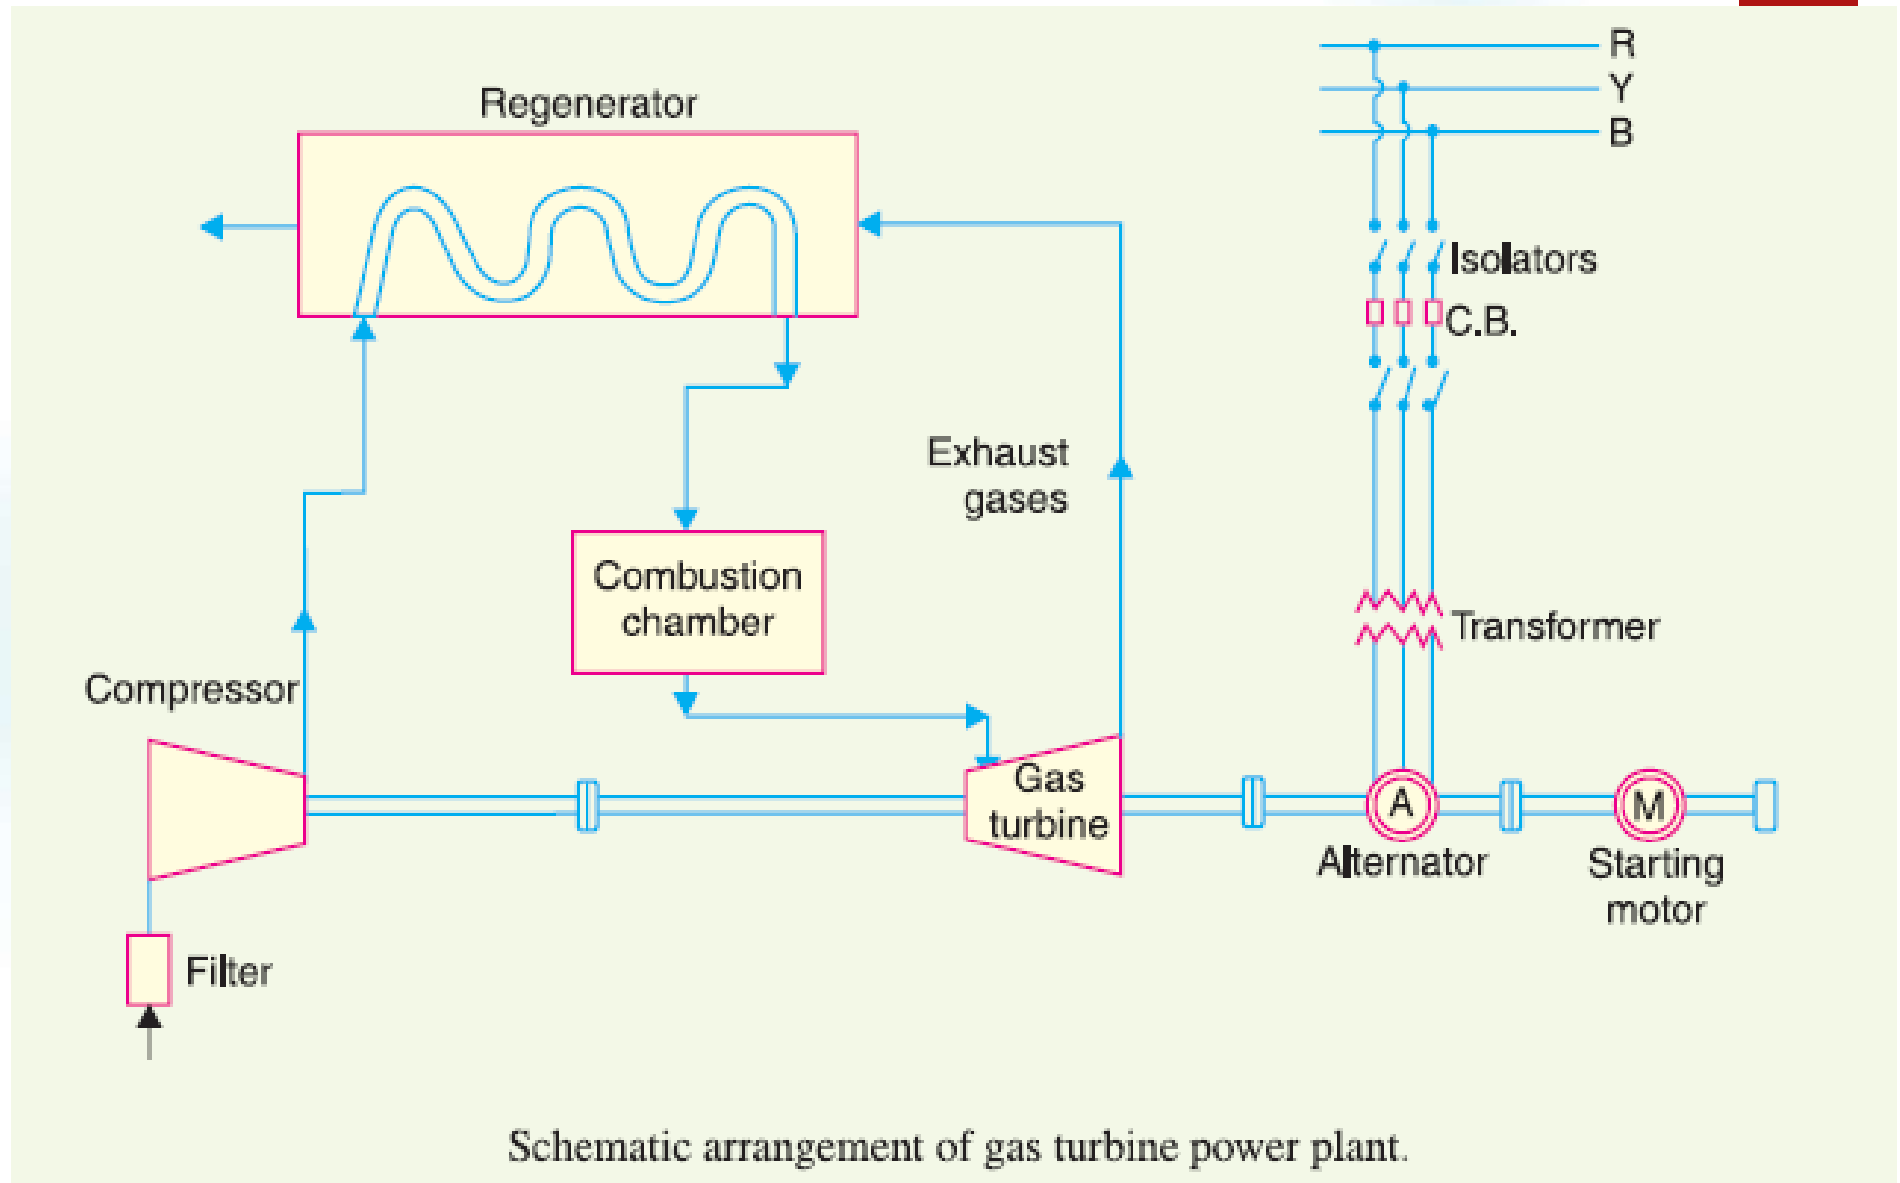 R
Y
B
Regenerator
Isolators
C.B.
Exhaust
gases
Combustion
chamber
Transformer
Compressor
Gas
turbine
A
M
Alternator
Starting
motor
Filter
Schematic arrangement of gas turbine power plant.